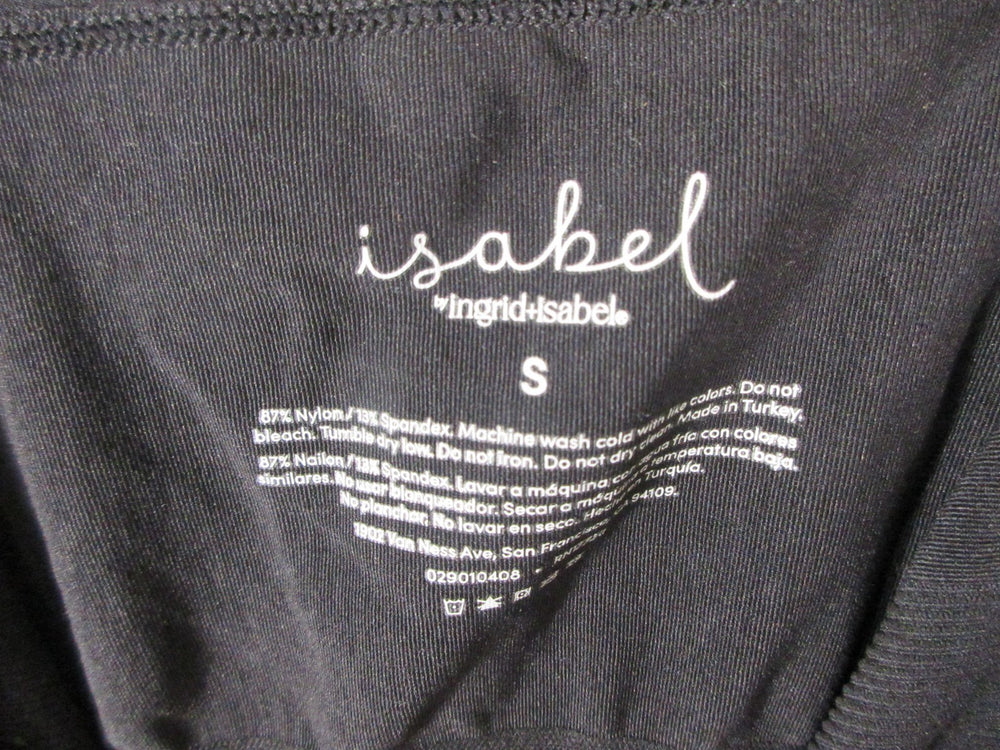 isabel
by ingrid+isabel®
S
87% Nylon / 13% Spandex. Machine wash cold with like colors. Do not
bleach. Tumble dry low. Do not iron. Do not dry clean. Made in Turkey.
87% Nailon / 13% Spandex. Lavar a máquina con agua fría con colores
similares. No usar blanqueador. Secar a máquina a temperatura baja.
No planchar. No lavar en seco. Hecho en Turquía.
1902 Van Ness Ave, San Francisco, CA 94109.
029010408 •